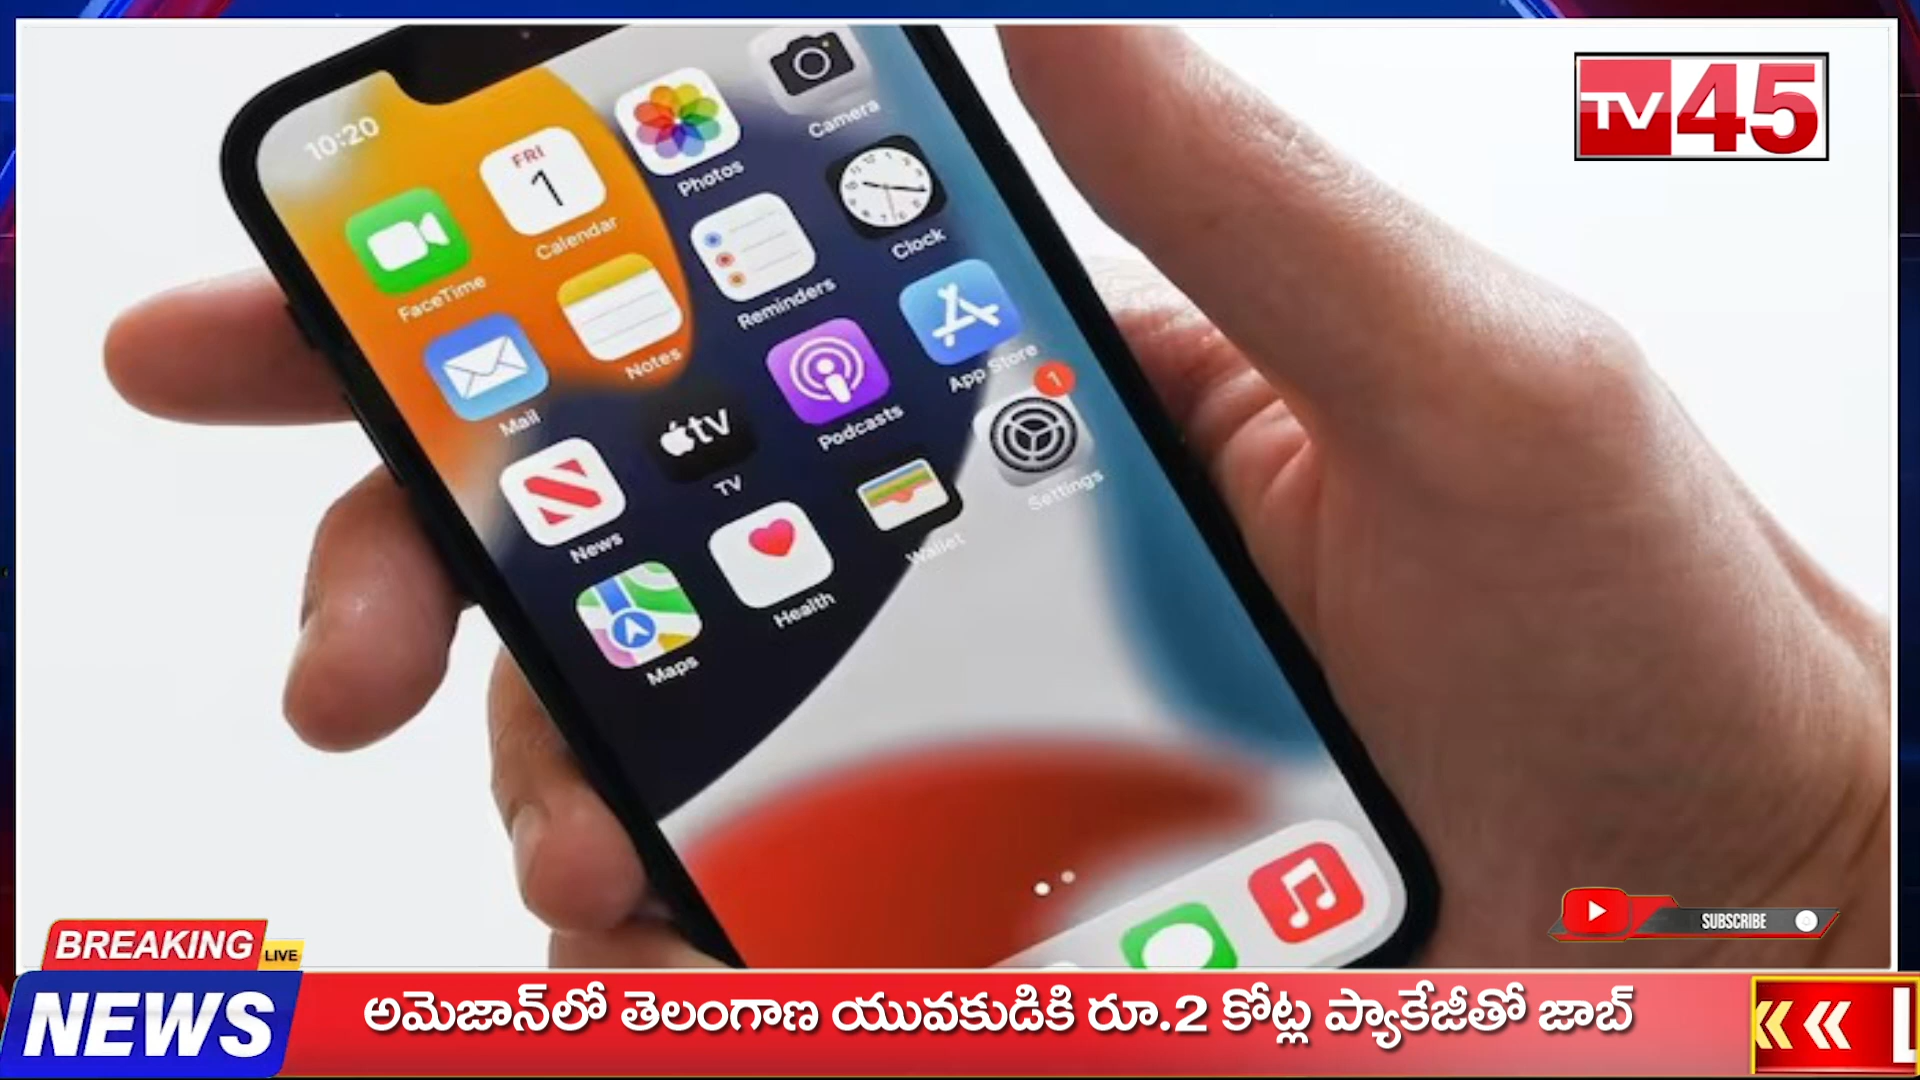 TV45
10:20
FRI
1
Camera
Photos
Calendar
FaceTime
Clock
Reminders
Notes
Mail
App Store
1
Podcasts
tv
TV
News
Settings
Wallet
Health
Maps
SUBSCRIBE
BREAKING
LIVE
NEWS
అమెజాన్‌లో తెలంగాణ యువకుడికి రూ.2 కోట్ల ప్యాకేజీతో జాబ్